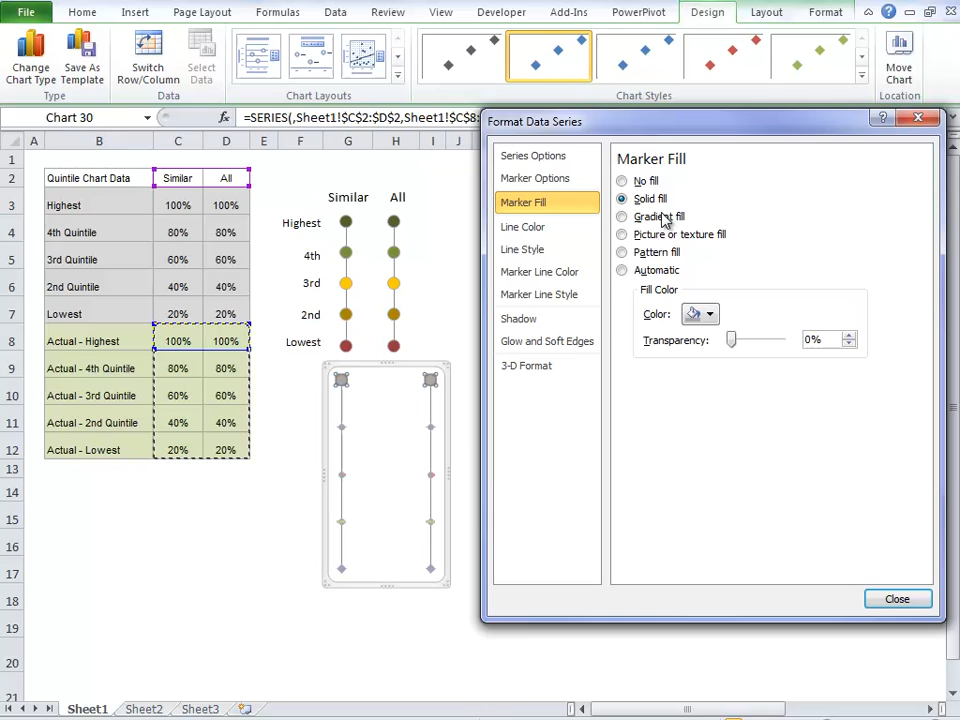 File Home Insert Page Layout Formulas Data Review View Developer Add-Ins PowerPivot Design Layout Format
Change Chart Type
Save As Template
Switch Row/Column
Select Data
Move Chart
Type Data Chart Layouts Chart Styles Location
Chart 30 fx =SERIES(,Sheet1!$C$2:$D$2,Sheet1!$C$8:
A B C D E F G H I J
1
2 Quintile Chart Data Similar All
3 Highest 100% 100%
4 4th Quintile 80% 80%
5 3rd Quintile 60% 60%
6 2nd Quintile 40% 40%
7 Lowest 20% 20%
8 Actual - Highest 100% 100%
9 Actual - 4th Quintile 80% 80%
10 Actual - 3rd Quintile 60% 60%
11 Actual - 2nd Quintile 40% 40%
12 Actual - Lowest 20% 20%
13
14
15
16
17
18
19
20
21
Similar All
Highest
4th
3rd
2nd
Lowest
Format Data Series
Series Options
Marker Options
Marker Fill
Line Color
Line Style
Marker Line Color
Marker Line Style
Shadow
Glow and Soft Edges
3-D Format
Marker Fill
No fill
Solid fill
Gradient fill
Picture or texture fill
Pattern fill
Automatic
Fill Color
Color:
Transparency: 0%
Close
Sheet1 Sheet2 Sheet3